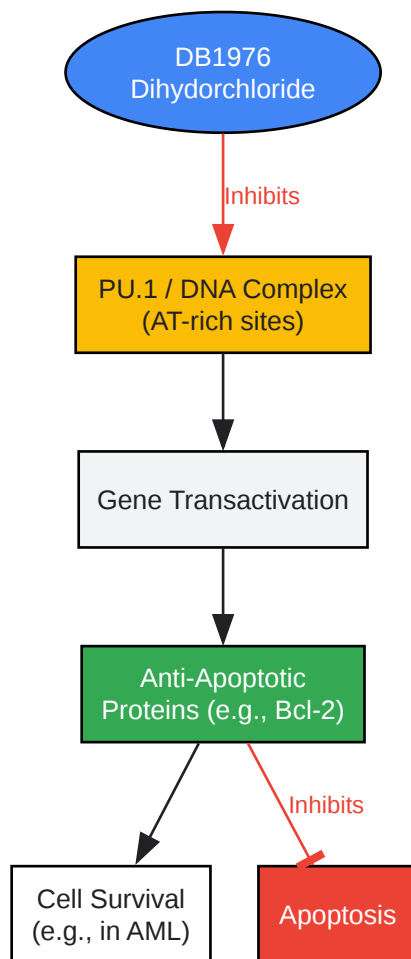 DB1976
Dihydorchloride
Inhibits
PU.1 / DNA Complex
(AT-rich sites)
Gene Transactivation
Anti-Apoptotic
Proteins (e.g., Bcl-2)
Inhibits
Cell Survival
(e.g., in AML)
Apoptosis